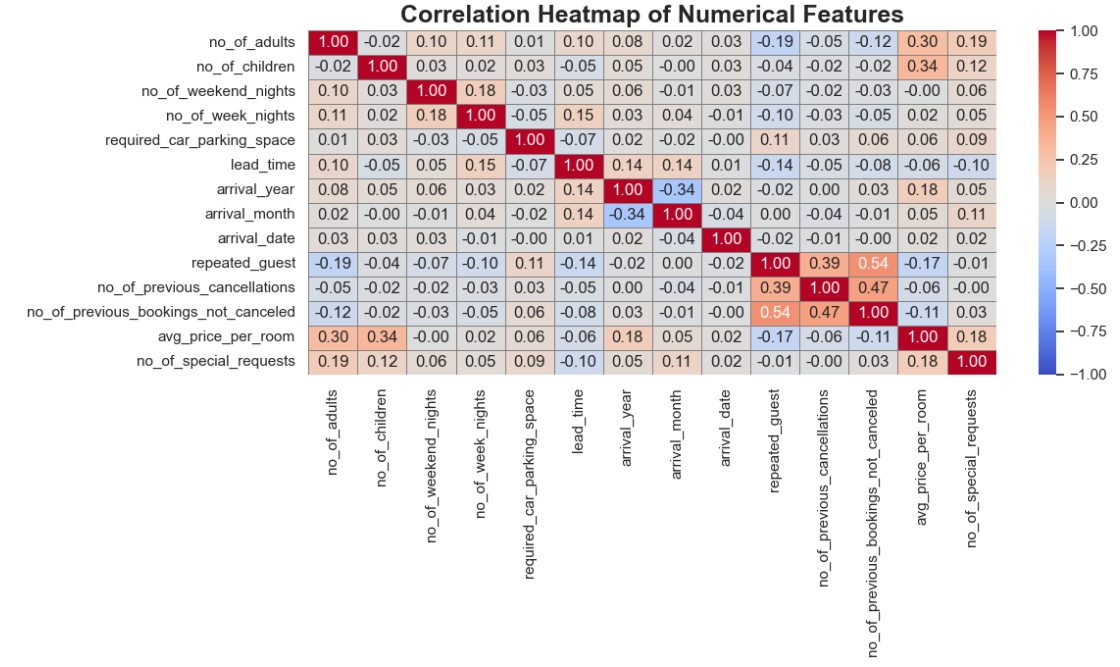 Correlation Heatmap of Numerical Features
no_of_adults 1.00 -0.02 0.10 0.11 0.01 0.10 0.08 0.02 0.03 -0.19 -0.05 -0.12 0.30 0.19
no_of_children -0.02 1.00 0.03 0.02 0.03 -0.05 0.05 -0.00 0.03 -0.04 -0.02 -0.02 0.34 0.12
no_of_weekend_nights 0.10 0.03 1.00 0.18 -0.03 0.05 0.06 -0.01 0.03 -0.07 -0.02 -0.03 -0.00 0.06
no_of_week_nights 0.11 0.02 0.18 1.00 -0.05 0.15 0.03 0.04 -0.01 -0.10 -0.03 -0.05 0.02 0.05
required_car_parking_space 0.01 0.03 -0.03 -0.05 1.00 -0.07 0.02 -0.02 -0.00 0.11 0.03 0.06 0.06 0.09
lead_time 0.10 -0.05 0.05 0.15 -0.07 1.00 0.14 0.14 0.01 -0.14 -0.05 -0.08 -0.06 -0.10
arrival_year 0.08 0.05 0.06 0.03 0.02 0.14 1.00 -0.34 0.02 -0.02 0.00 0.03 0.18 0.05
arrival_month 0.02 -0.00 -0.01 0.04 -0.02 0.14 -0.34 1.00 -0.04 0.00 -0.04 -0.01 0.05 0.11
arrival_date 0.03 0.03 0.03 -0.01 -0.00 0.01 0.02 -0.04 1.00 -0.02 -0.01 -0.00 0.02 0.02
repeated_guest -0.19 -0.04 -0.07 -0.10 0.11 -0.14 -0.02 0.00 -0.02 1.00 0.39 0.54 -0.17 -0.01
no_of_previous_cancellations -0.05 -0.02 -0.02 -0.03 0.03 -0.05 0.00 -0.04 -0.01 0.39 1.00 0.47 -0.06 -0.00
no_of_previous_bookings_not_canceled -0.12 -0.02 -0.03 -0.05 0.06 -0.08 0.03 -0.01 -0.00 0.54 0.47 1.00 -0.11 0.03
avg_price_per_room 0.30 0.34 -0.00 0.02 0.06 -0.06 0.18 0.05 0.02 -0.17 -0.06 -0.11 1.00 0.18
no_of_special_requests 0.19 0.12 0.06 0.05 0.09 -0.10 0.05 0.11 0.02 -0.01 -0.00 0.03 0.18 1.00
no_of_adults
no_of_children
no_of_weekend_nights
no_of_week_nights
required_car_parking_space
lead_time
arrival_year
arrival_month
arrival_date
repeated_guest
no_of_previous_cancellations
no_of_previous_bookings_not_canceled
avg_price_per_room
no_of_special_requests
1.00
0.75
0.50
0.25
0.00
−0.25
−0.50
−0.75
−1.00